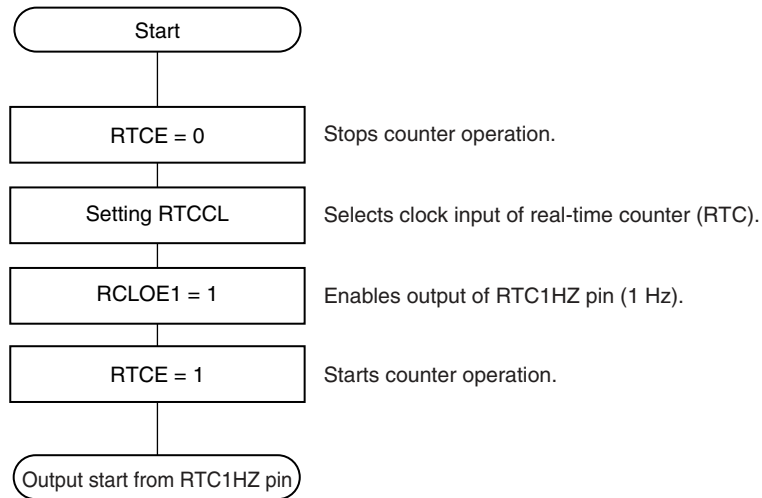 Start
RTCE = 0
Stops counter operation.
Setting RTCCL
Selects clock input of real-time counter (RTC).
RCLOE1 = 1
Enables output of RTC1HZ pin (1 Hz).
RTCE = 1
Starts counter operation.
Output start from RTC1HZ pin